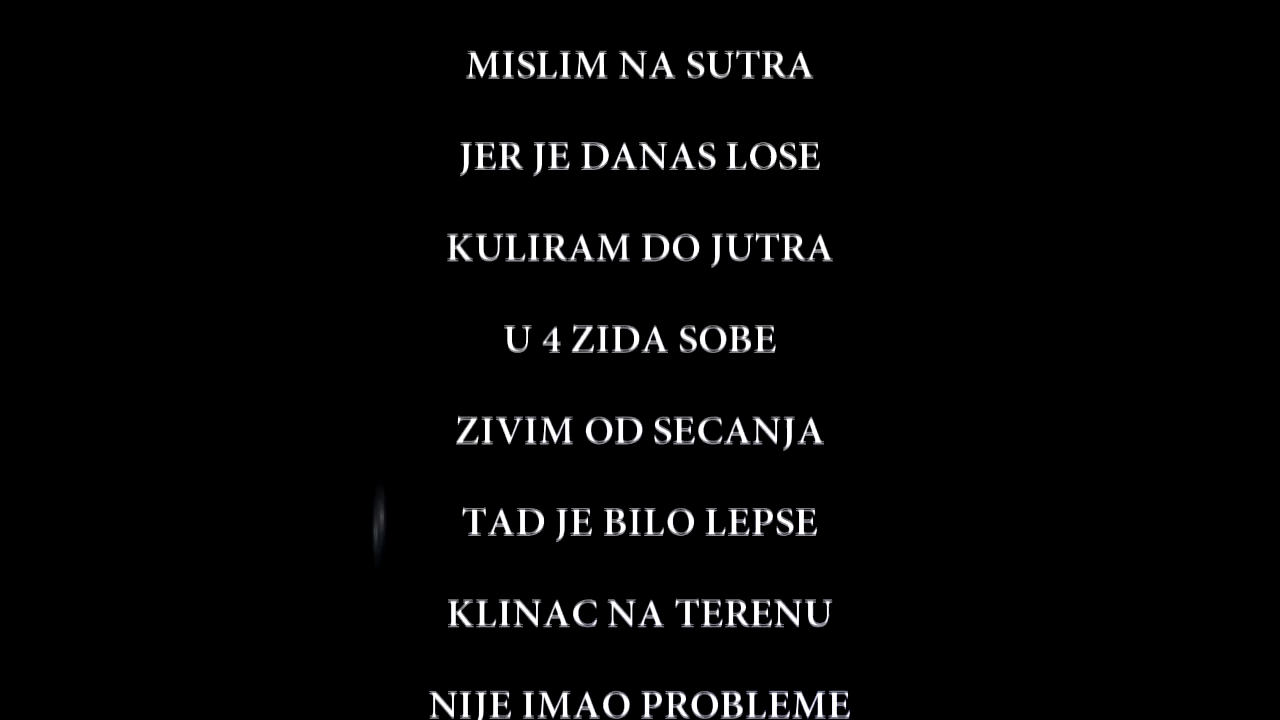 MISLIM NA SUTRA
JER JE DANAS LOSE
KULIRAM DO JUTRA
U 4 ZIDA SOBE
ZIVIM OD SECANJA
TAD JE BILO LEPSE
KLINAC NA TERENU
NIJE IMAO PROBLEME